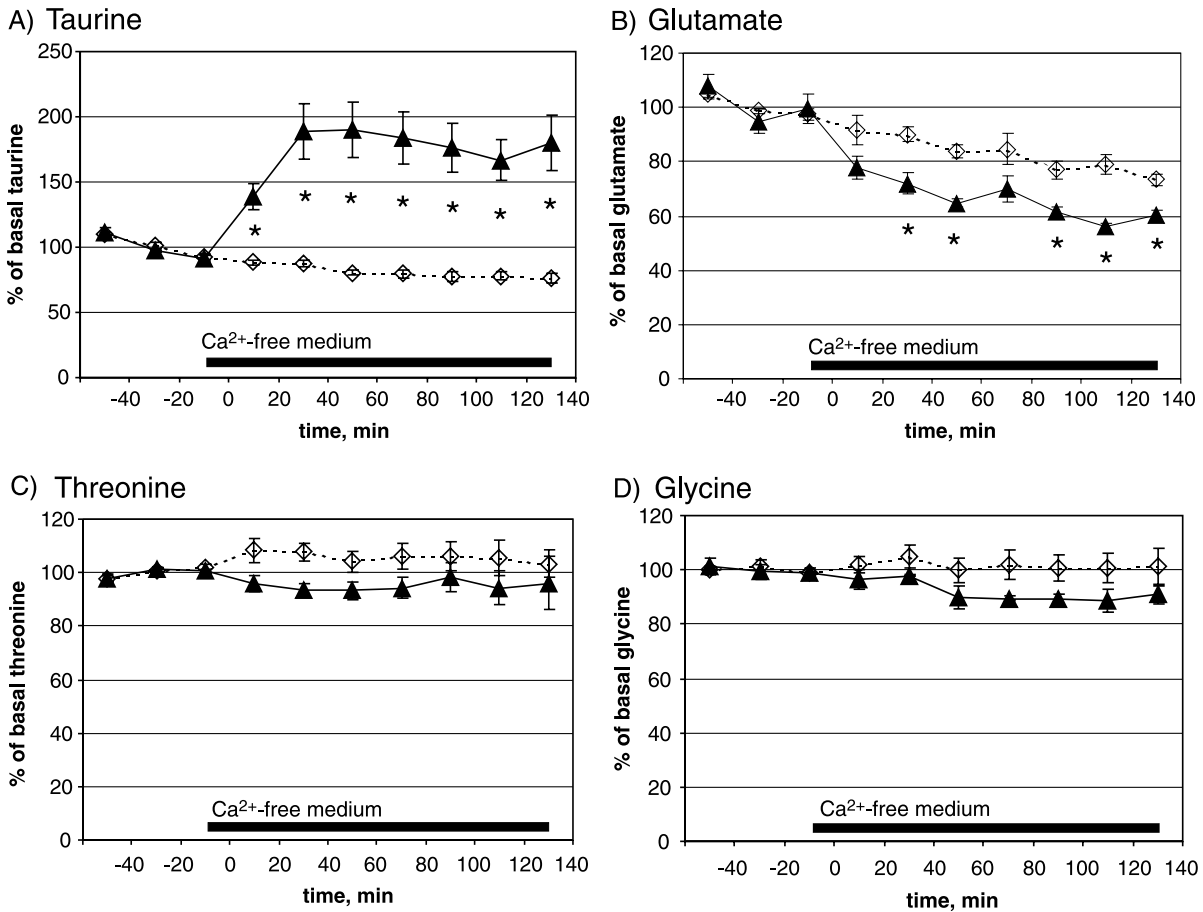 A) Taurine
250
200
150
100
50
0
% of basal taurine
* * * * * * *
Ca²⁺-free medium
-40 -20 0 20 40 60 80 100 120 140
time, min
B) Glutamate
120
100
80
60
40
20
0
% of basal glutamate
* * * * *
Ca²⁺-free medium
-40 -20 0 20 40 60 80 100 120 140
time, min
C) Threonine
120
100
80
60
40
20
0
% of basal threonine
Ca²⁺-free medium
-40 -20 0 20 40 60 80 100 120 140
time, min
D) Glycine
120
100
80
60
40
20
0
% of basal glycine
Ca²⁺-free medium
-40 -20 0 20 40 60 80 100 120 140
time, min